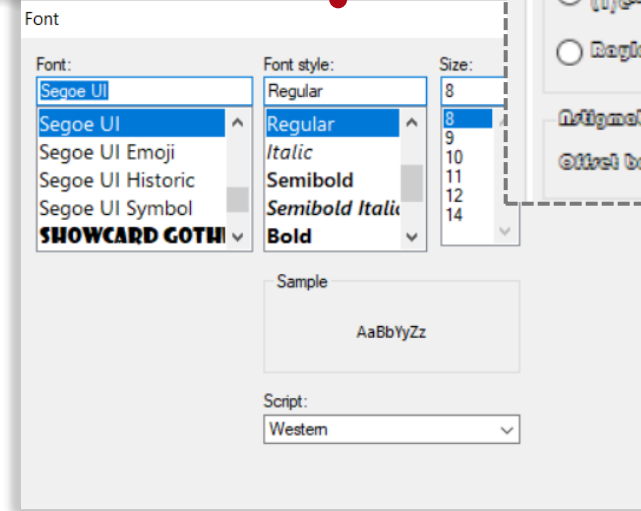 Font
Font: Font style: Size:
Segoe UI Regular 8
Segoe UI Regular 8
Segoe UI Emoji Italic 9
Segoe UI Historic Semibold 10
Segoe UI Symbol Semibold Italic 11
SHOWCARD GOTHI Bold 12
14
Sample
AaBbYyZz
Script:
Western
Offset